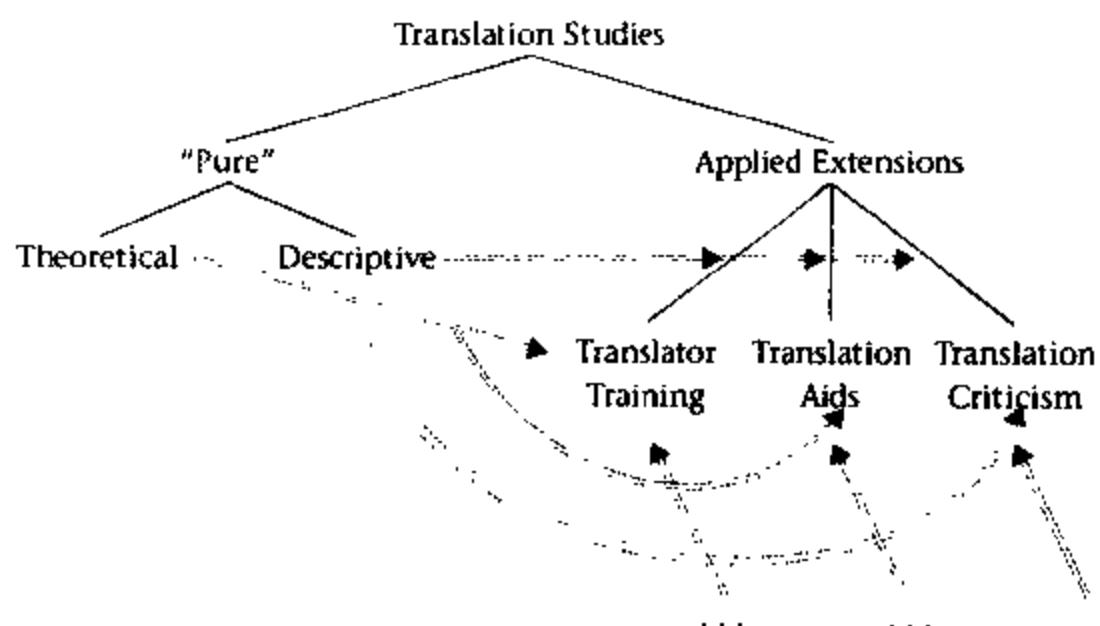 Translation Studies
"Pure"
Applied Extensions
Theoretical
Descriptive
Translator
Training
Translation
Aids
Translation
Criticism